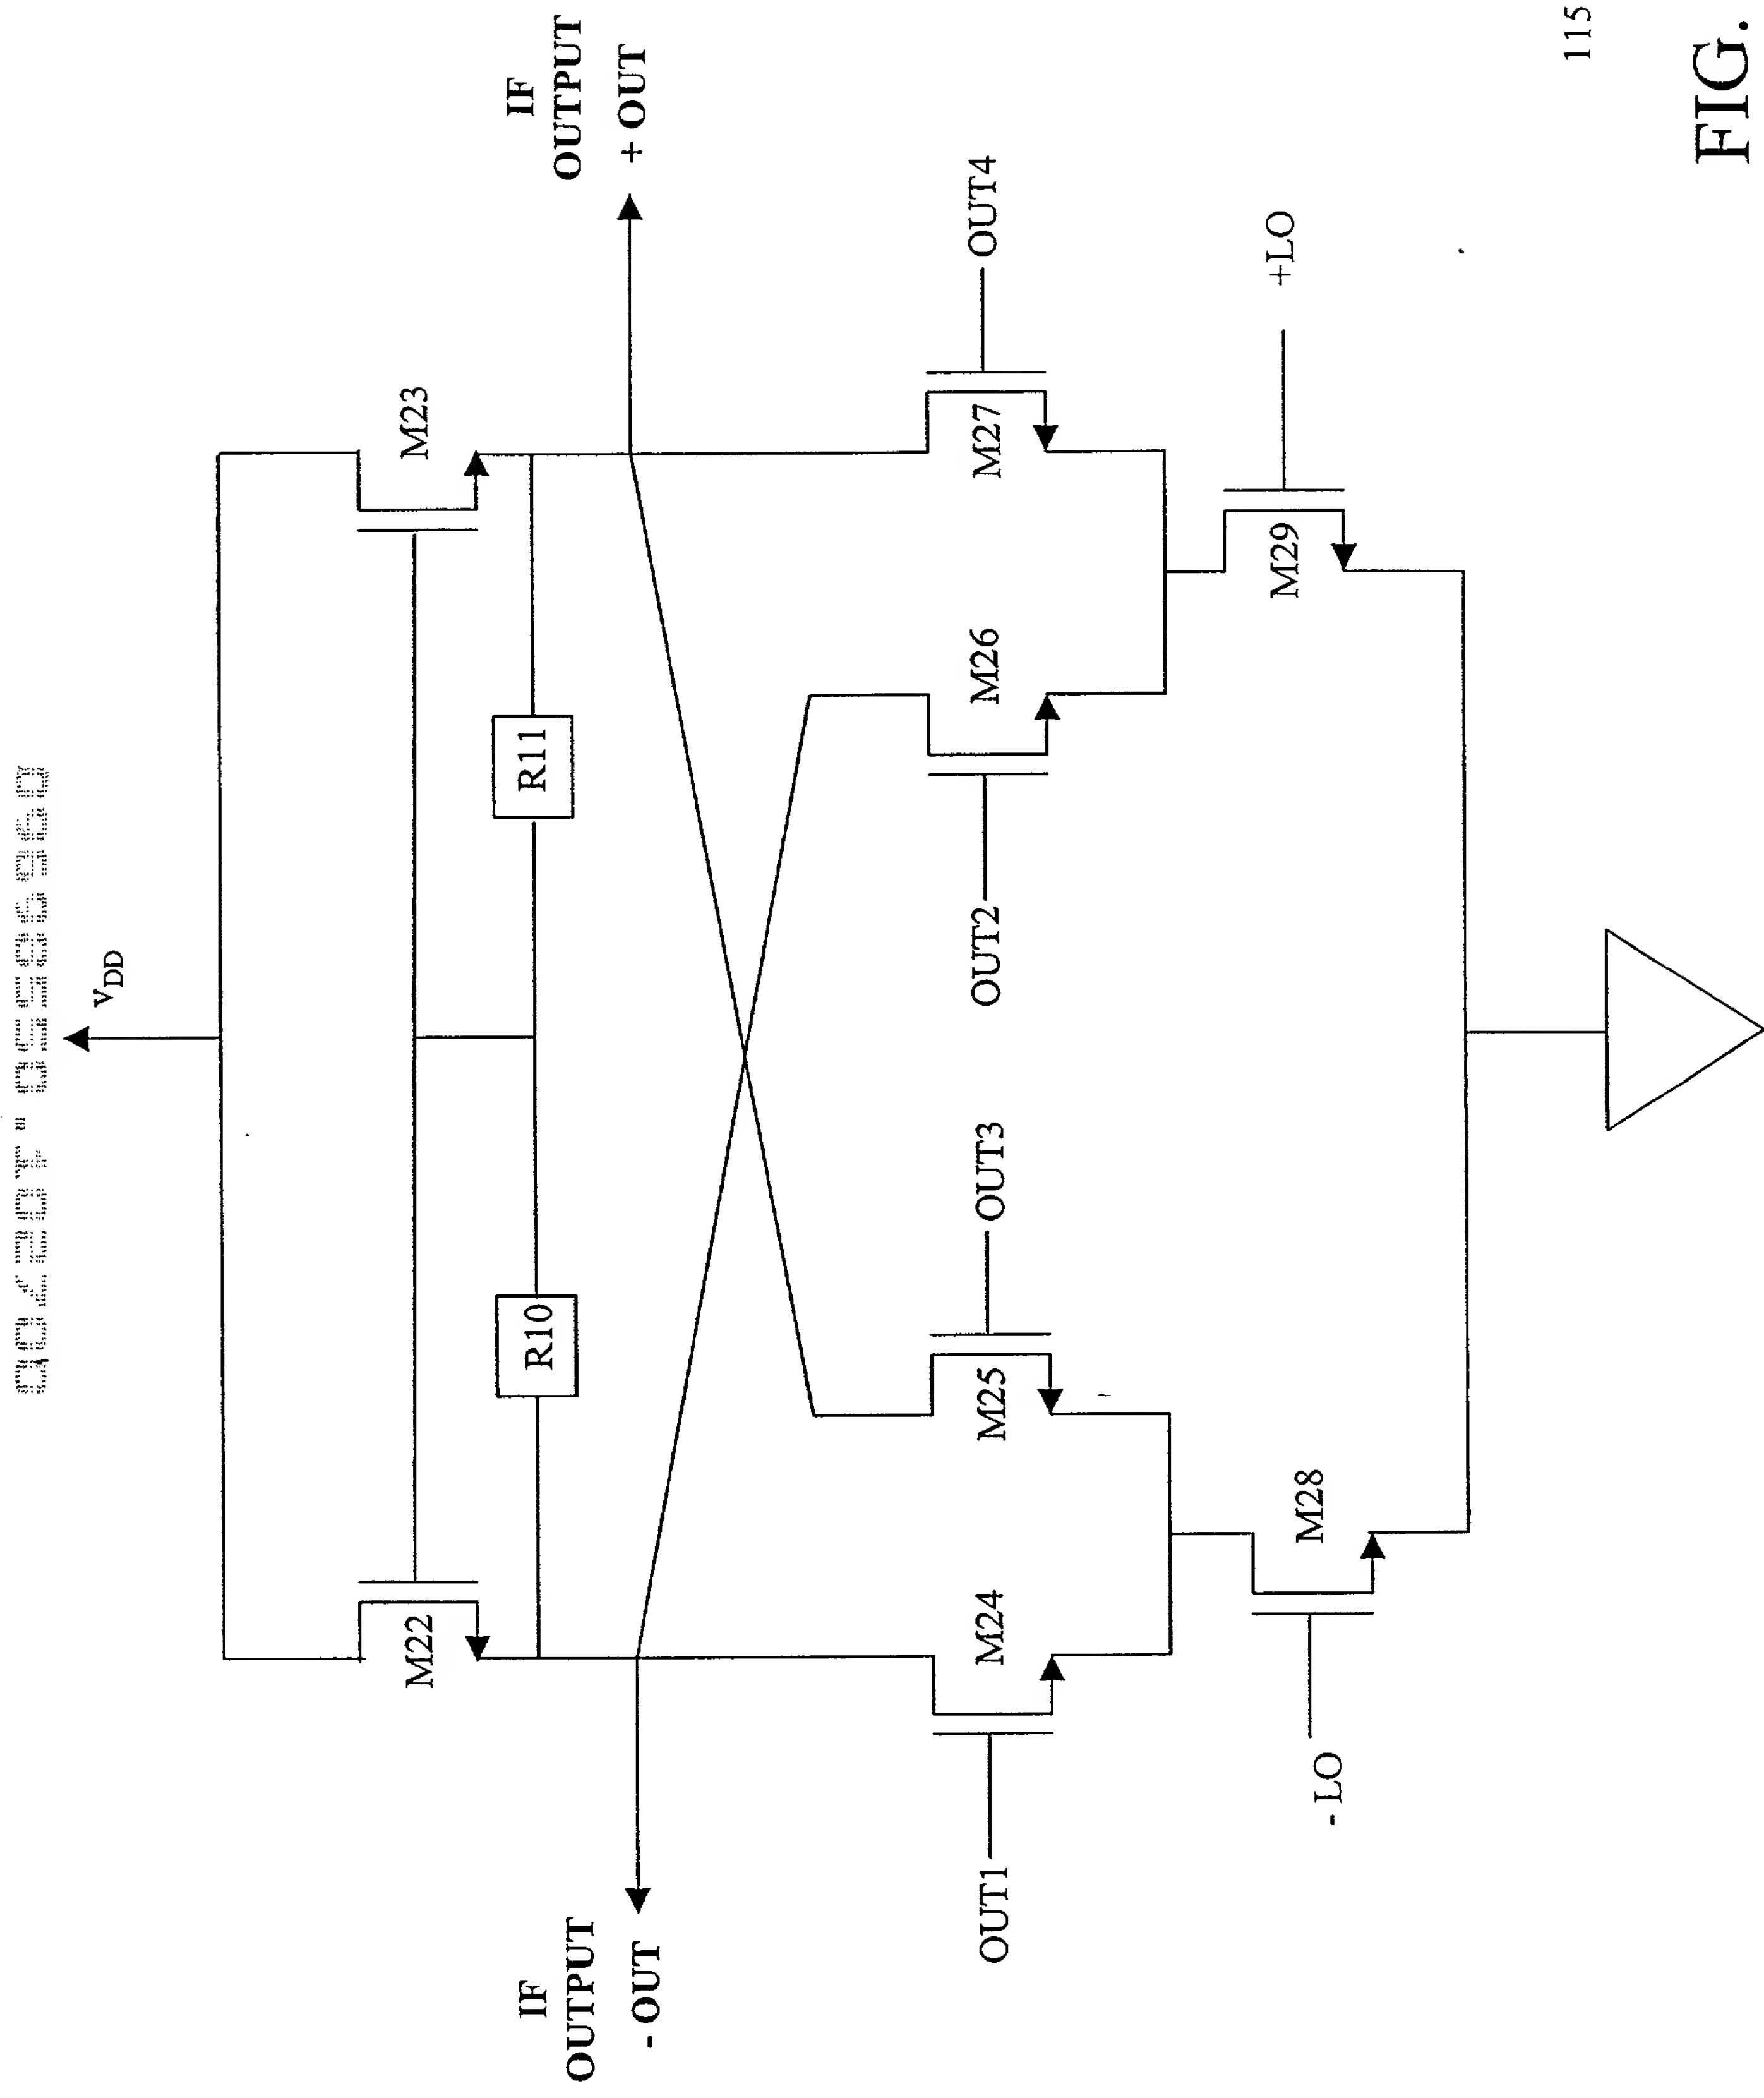 V_DD
M22
M23
R10
R11
IF
OUTPUT
- OUT
IF
OUTPUT
+ OUT
OUT1
M24
M25
OUT3
OUT2
M26
M27
OUT4
- LO
M28
M29
+LO
115
FIG.